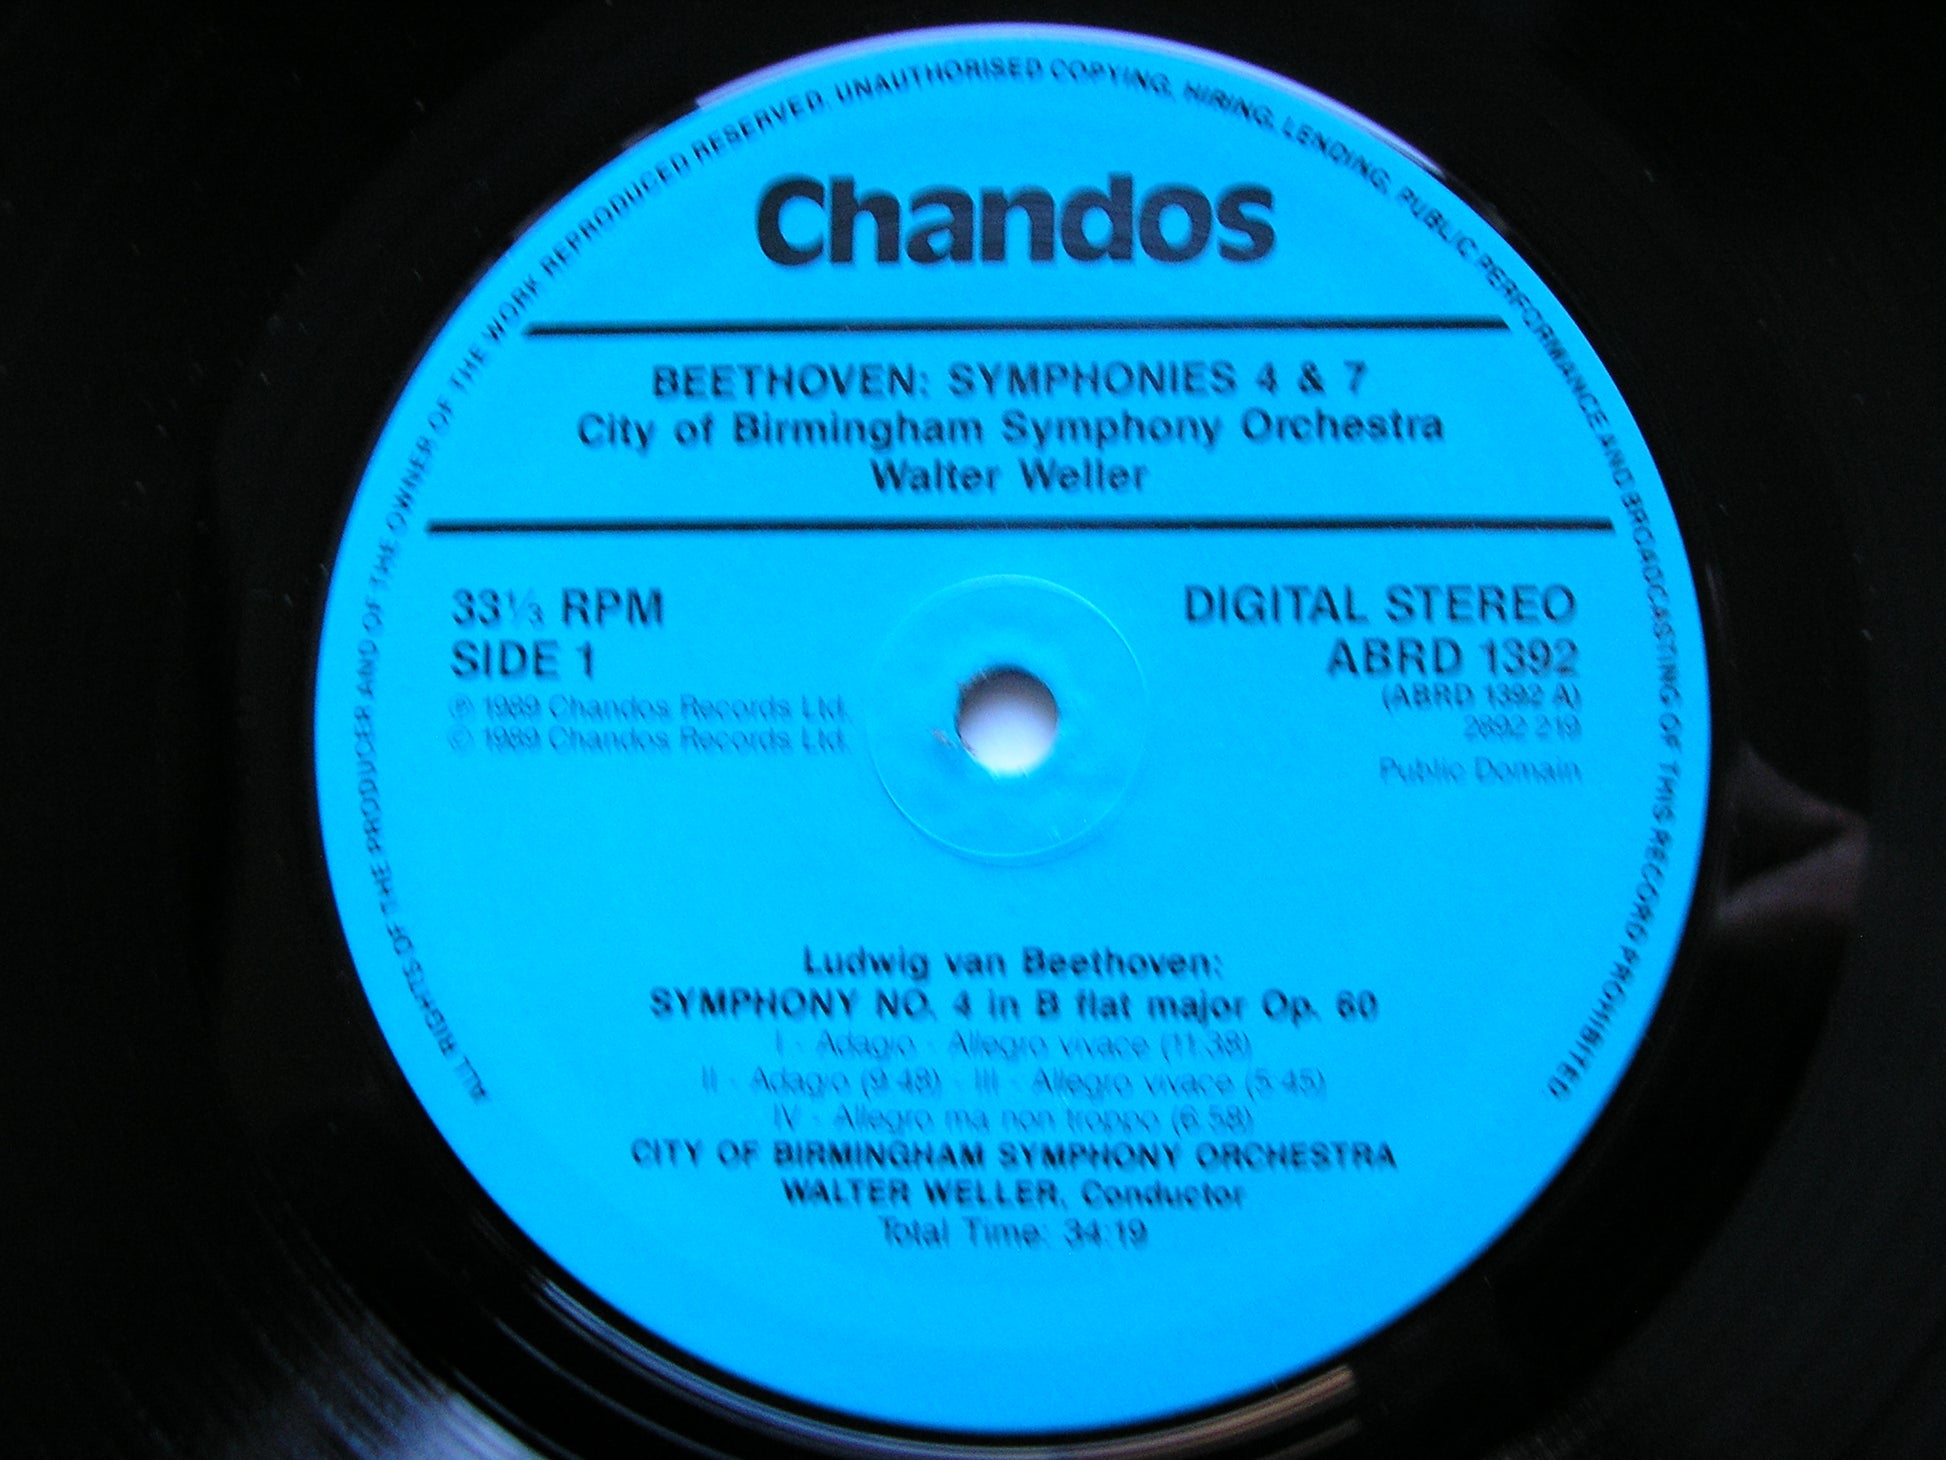 ALL RIGHTS OF THE PRODUCER AND OF THE OWNER OF THE WORK REPRODUCED RESERVED. UNAUTHORISED COPYING, HIRING, LENDING, PUBLIC PERFORMANCE AND BROADCASTING OF THIS RECORD PROHIBITED
Chandos
BEETHOVEN: SYMPHONIES 4 & 7
City of Birmingham Symphony Orchestra
Walter Weller
33⅓ RPM
SIDE 1
℗ 1989 Chandos Records Ltd.
© 1989 Chandos Records Ltd.
DIGITAL STEREO
ABRD 1392
(ABRD 1392 A)
2892 219
Public Domain
Ludwig van Beethoven:
SYMPHONY NO. 4 in B flat major Op. 60
I - Adagio - Allegro vivace (11:38)
II - Adagio (9:48) - III - Allegro vivace (5:45)
IV - Allegro ma non troppo (6:58)
CITY OF BIRMINGHAM SYMPHONY ORCHESTRA
WALTER WELLER, Conductor
Total Time: 34:19